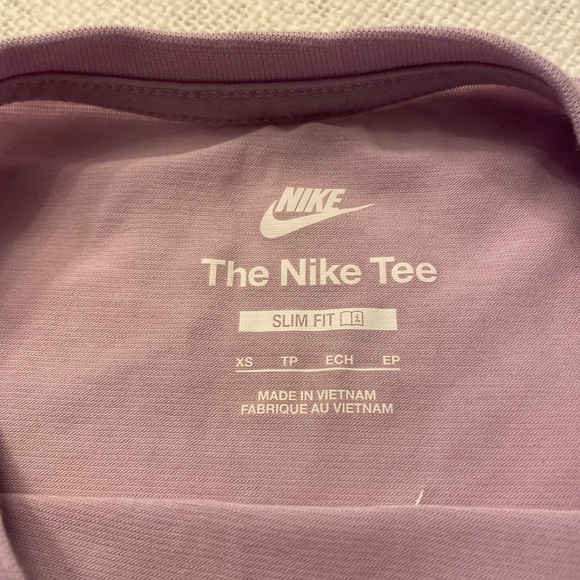 NIKE
The Nike Tee
SLIM FIT
XS TP ECH EP
MADE IN VIETNAM
FABRIQUE AU VIETNAM